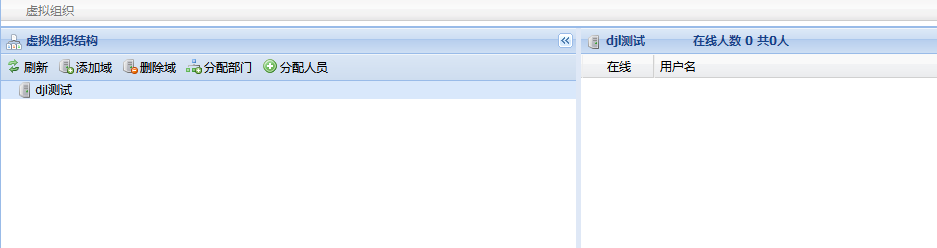 虚拟组织
虚拟组织结构
刷新 添加域 删除域 分配部门 分配人员
djl测试
djl测试 在线人数 0 共0人
在线 用户名